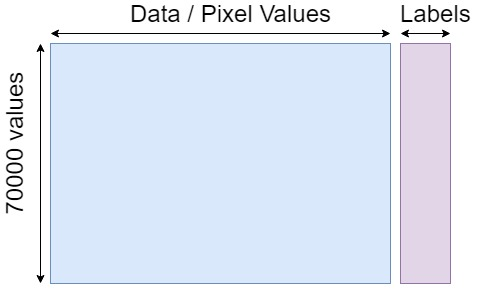 Data / Pixel Values
Labels
70000 values